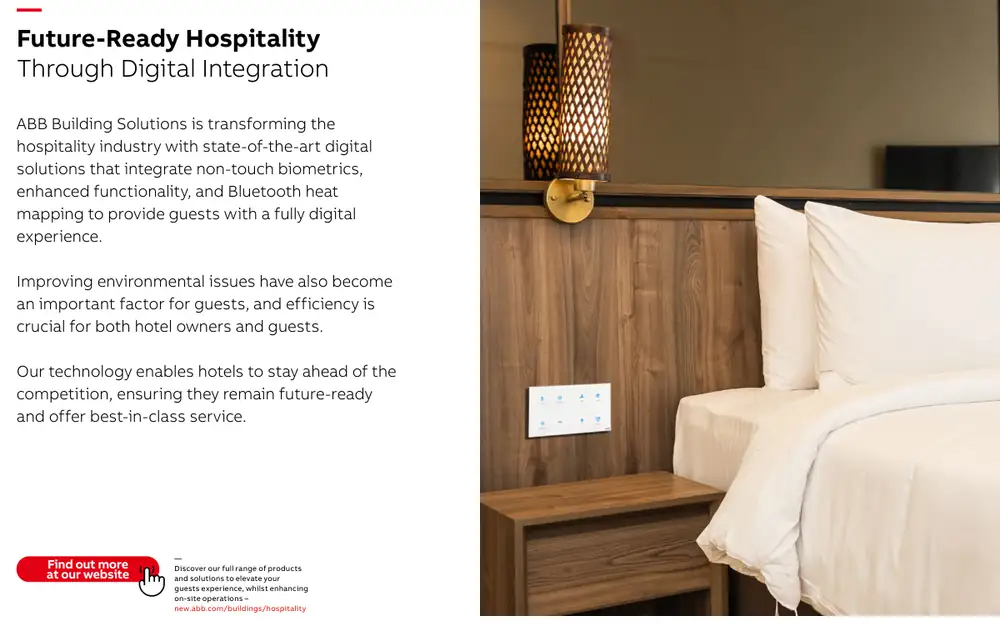 Future-Ready Hospitality
Through Digital Integration
ABB Building Solutions is transforming the
hospitality industry with state-of-the-art digital
solutions that integrate non-touch biometrics,
enhanced functionality, and Bluetooth heat
mapping to provide guests with a fully digital
experience.
Improving environmental issues have also become
an important factor for guests, and efficiency is
crucial for both hotel owners and guests.
Our technology enables hotels to stay ahead of the
competition, ensuring they remain future-ready
and offer best-in-class service.
Find out more
at our website
Discover our full range of products
and solutions to elevate your
guests experience, whilst enhancing
on-site operations –
new.abb.com/buildings/hospitality